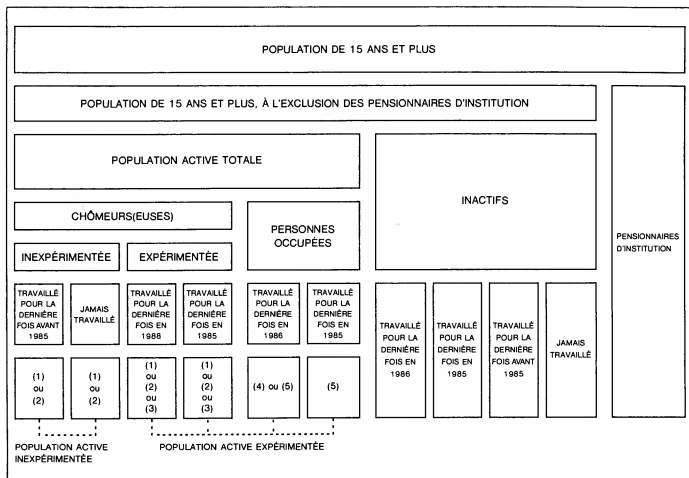 POPULATION DE 15 ANS ET PLUS
POPULATION DE 15 ANS ET PLUS, À L'EXCLUSION DES PENSIONNAIRES D'INSTITUTION
POPULATION ACTIVE TOTALE
INACTIFS
PENSIONNAIRES
D'INSTITUTION
CHÔMEURS(EUSES)
PERSONNES
OCCUPÉES
INEXPÉRIMENTÉE
EXPÉRIMENTÉE
TRAVAILLÉ
POUR LA
DERNIÈRE
FOIS AVANT
1985
JAMAIS
TRAVAILLÉ
TRAVAILLÉ
POUR LA
DERNIÈRE
FOIS EN
1988
TRAVAILLÉ
POUR LA
DERNIÈRE
FOIS EN
1985
TRAVAILLÉ
POUR LA
DERNIÈRE
FOIS EN
1986
TRAVAILLÉ
POUR LA
DERNIÈRE
FOIS EN
1985
TRAVAILLÉ
POUR LA
DERNIÈRE
FOIS EN
1986
TRAVAILLÉ
POUR LA
DERNIÈRE
FOIS EN
1985
TRAVAILLÉ
POUR LA
DERNIÈRE
FOIS AVANT
1985
JAMAIS
TRAVAILLÉ
(1)
ou
(2)
(1)
ou
(2)
(1)
ou
(2)
ou
(3)
(1)
ou
(2)
ou
(3)
(4) ou (5)
(5)
POPULATION ACTIVE
INEXPÉRIMENTÉE
POPULATION ACTIVE EXPÉRIMENTÉE